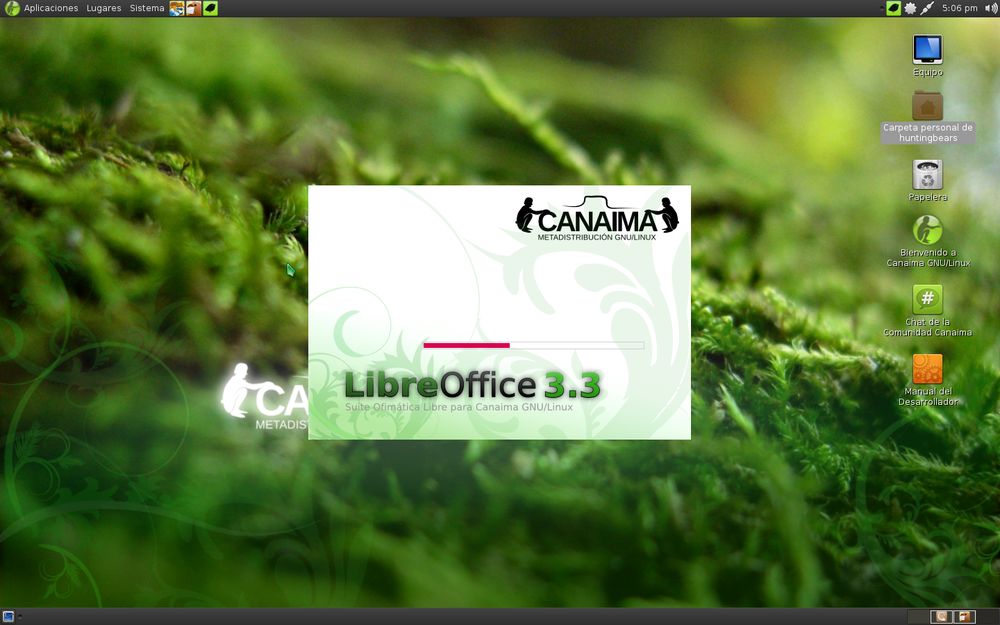 Aplicaciones Lugares Sistema 5:06 pm
Equipo
Carpeta personal de
huntingbears
Papelera
Bienvenido a
Canaima GNU/Linux
#
Chat de la
Comunidad Canaima
Manual del
Desarrollador
CANAIMA
METADISTRIBUCIÓN GNU/LINUX
LibreOffice 3.3
Suite Ofimática Libre para Canaima GNU/Linux
CA
METADIS